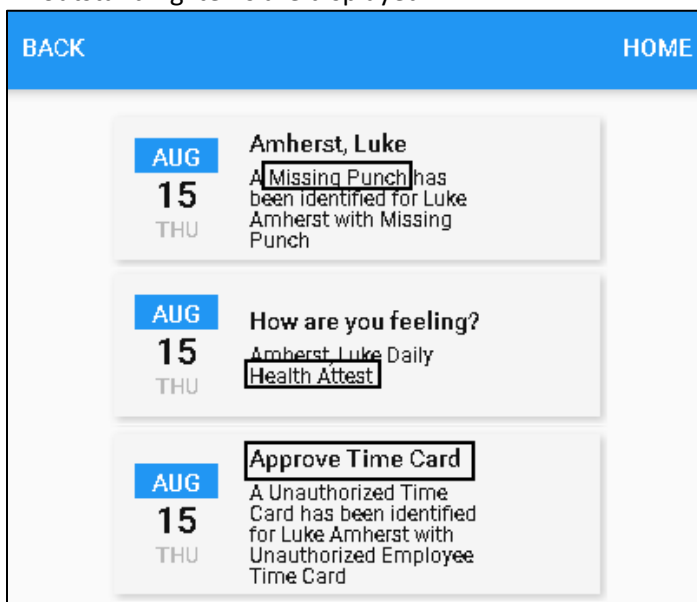 BACK HOME
AUG
15
THU
Amherst, Luke
A Missing Punch has
been identified for Luke
Amherst with Missing
Punch
AUG
15
THU
How are you feeling?
Amherst, Luke Daily
Health Attest
AUG
15
THU
Approve Time Card
A Unauthorized Time
Card has been identified
for Luke Amherst with
Unauthorized Employee
Time Card